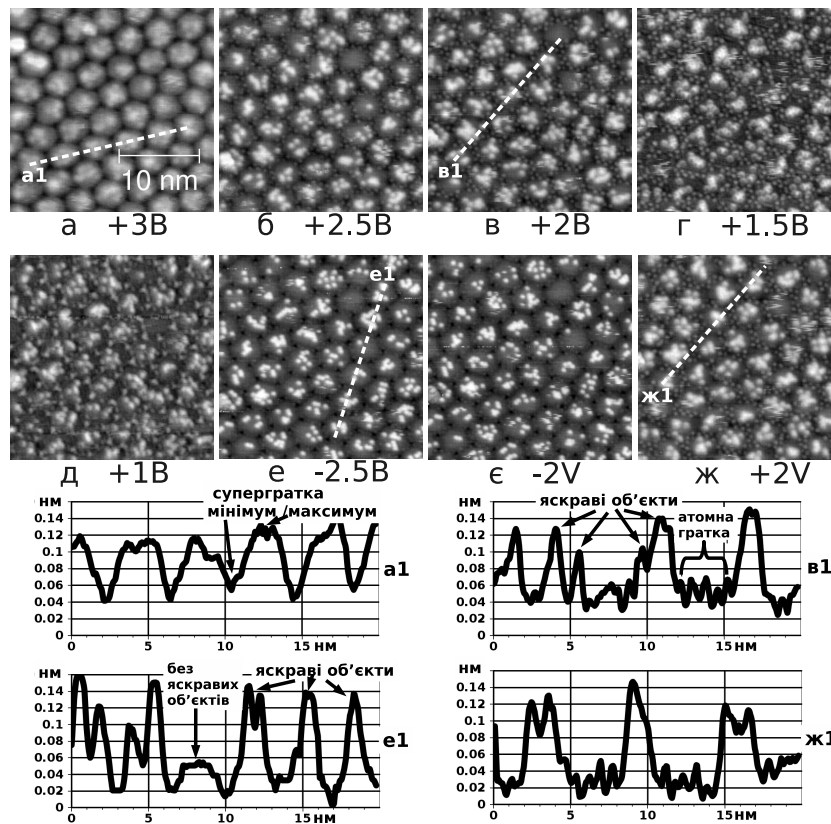 а1
10 nm
в1
а +3В
б +2.5В
в +2В
г +1.5В
е1
ж1
д +1В
е -2.5В
є -2V
ж +2V
нм
супергратка
мінімум максимум
0.14
0.12
0.1
0.08
0.06
0.04
0.02
0
0 5 10 15 нм
а1
нм
яскраві об’єкти
атомна
гратка
0.14
0.12
0.1
0.08
0.06
0.04
0.02
0
0 5 10 15нм
в1
нм
без
яскравих
об’єктів
яскраві об’єкти
0.14
0.12
0.1
0.08
0.06
0.04
0.02
0
0 5 10 15нм
е1
нм
0.14
0.12
0.1
0.08
0.06
0.04
0.02
0
0 5 10 15нм
ж1